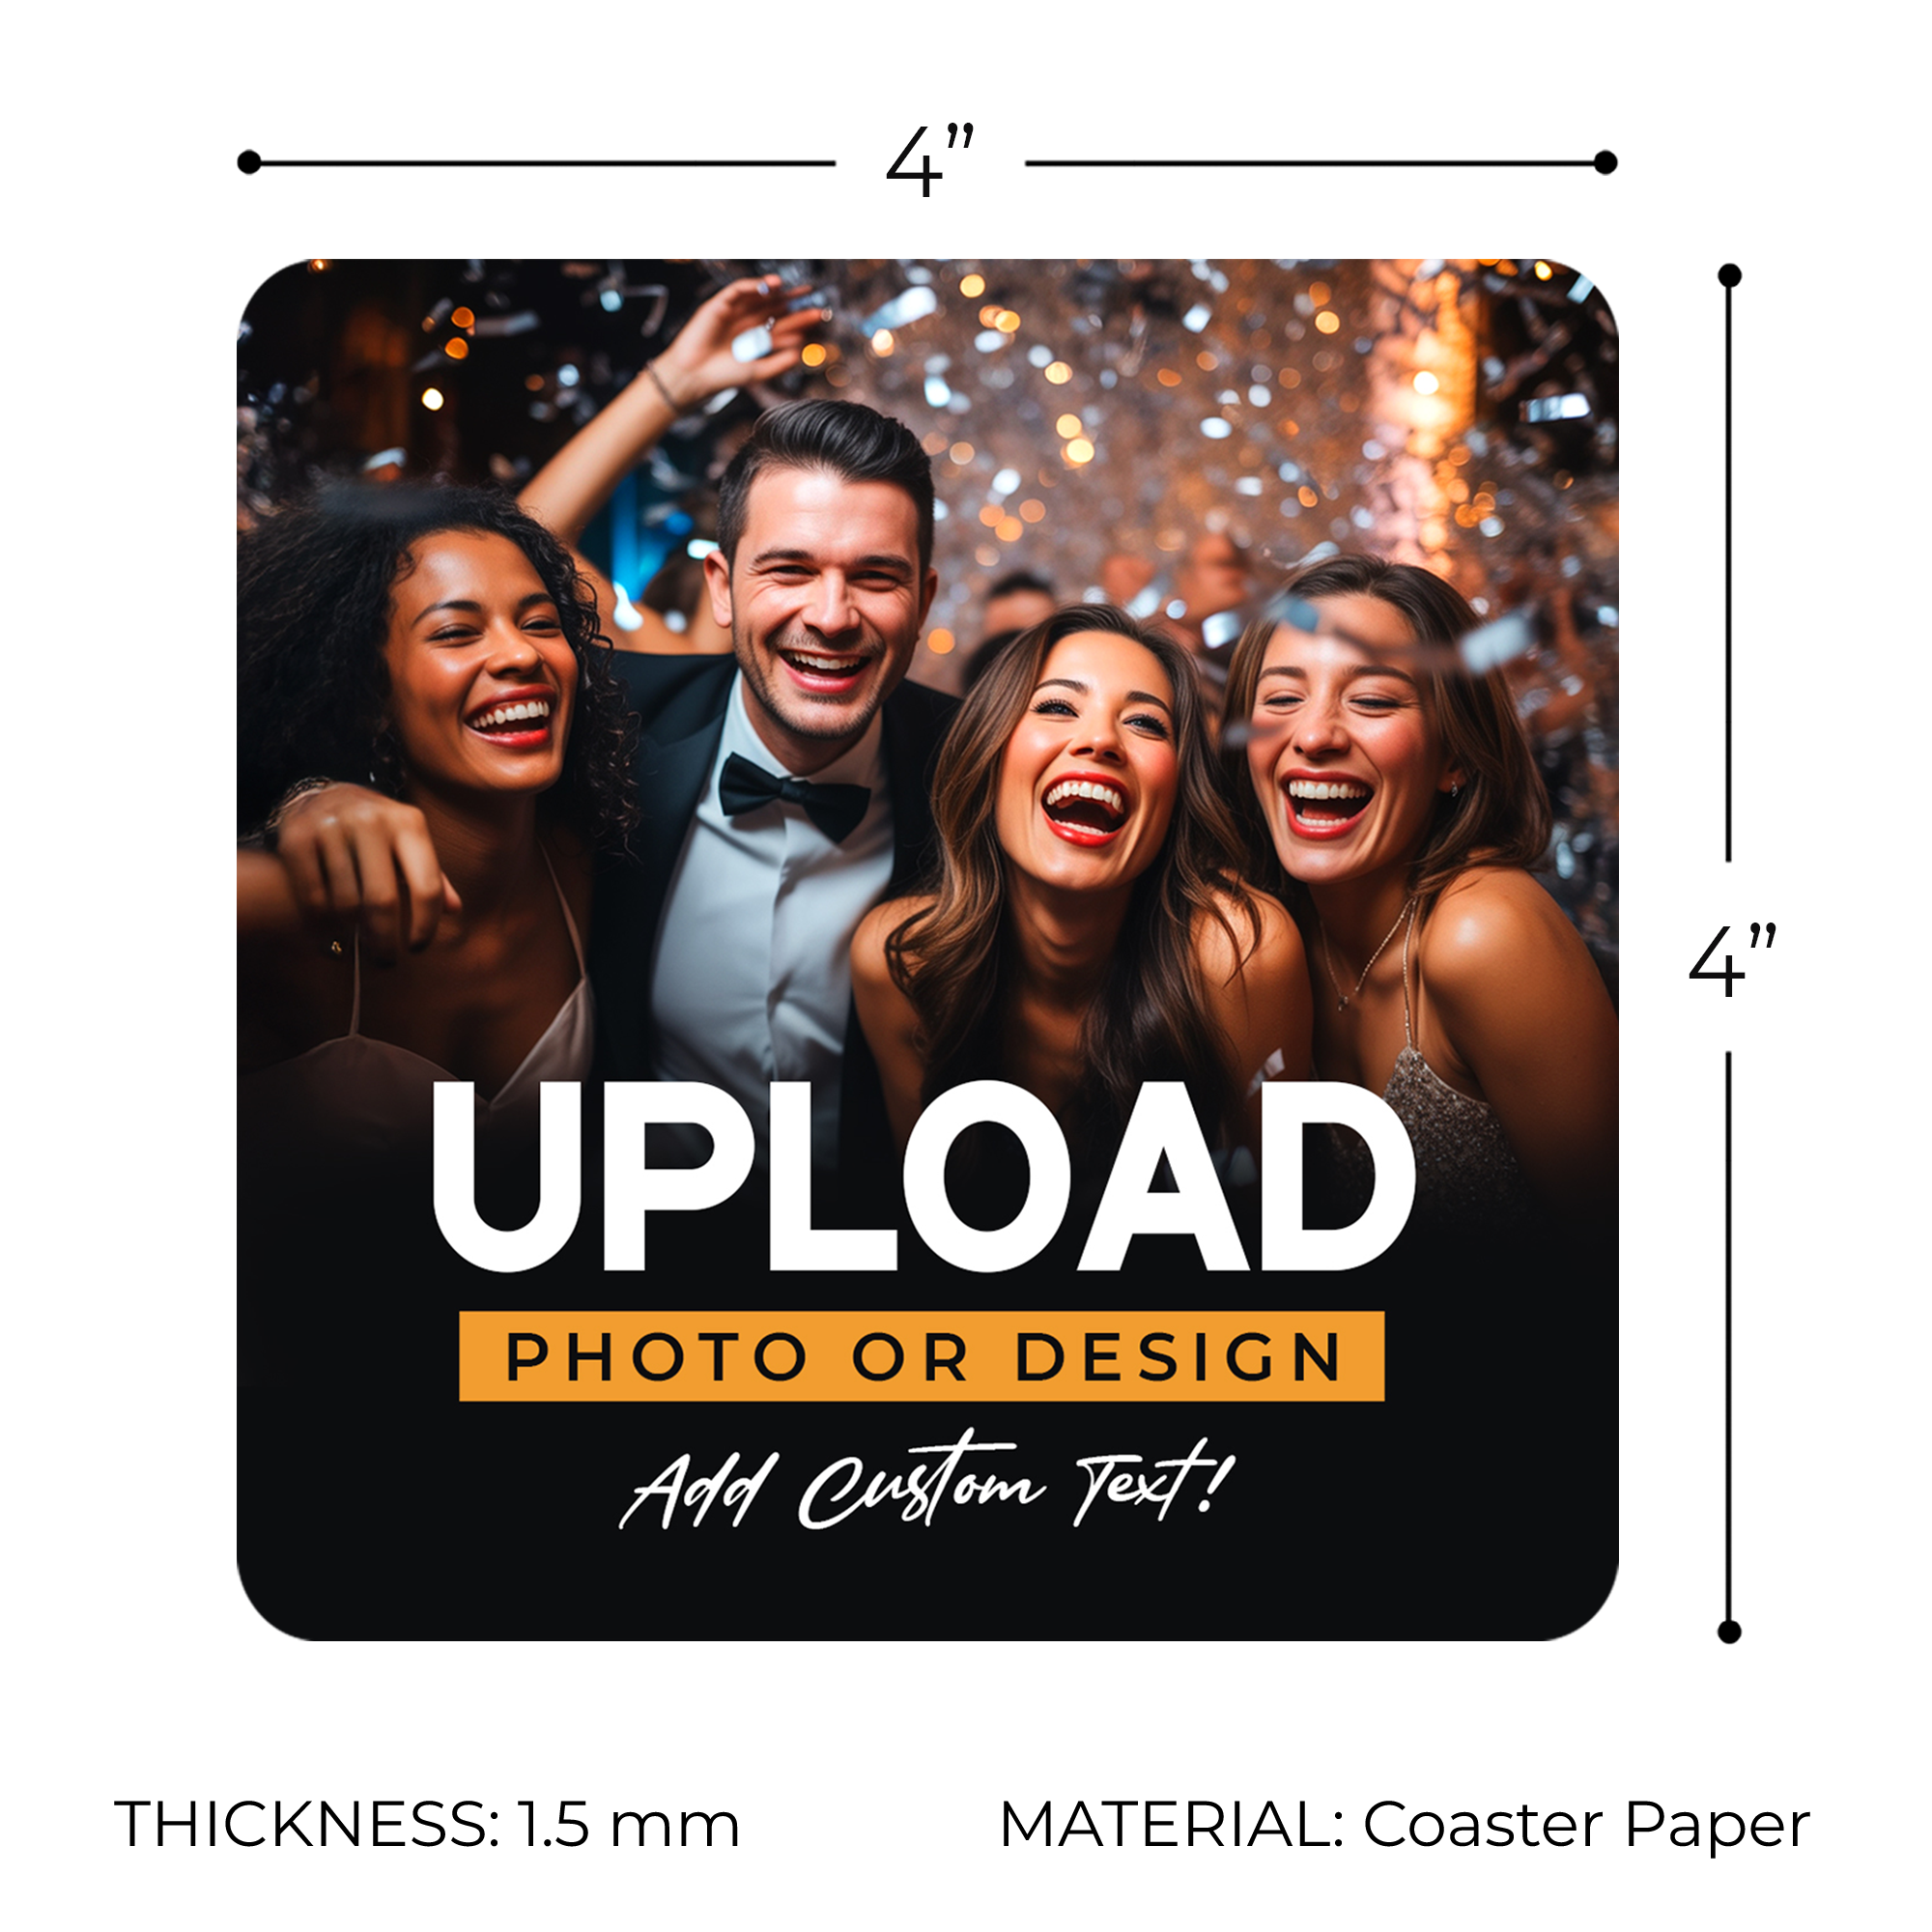 4”
4”
UPLOAD
PHOTO OR DESIGN
Add Custom Text!
THICKNESS: 1.5 mm
MATERIAL: Coaster Paper